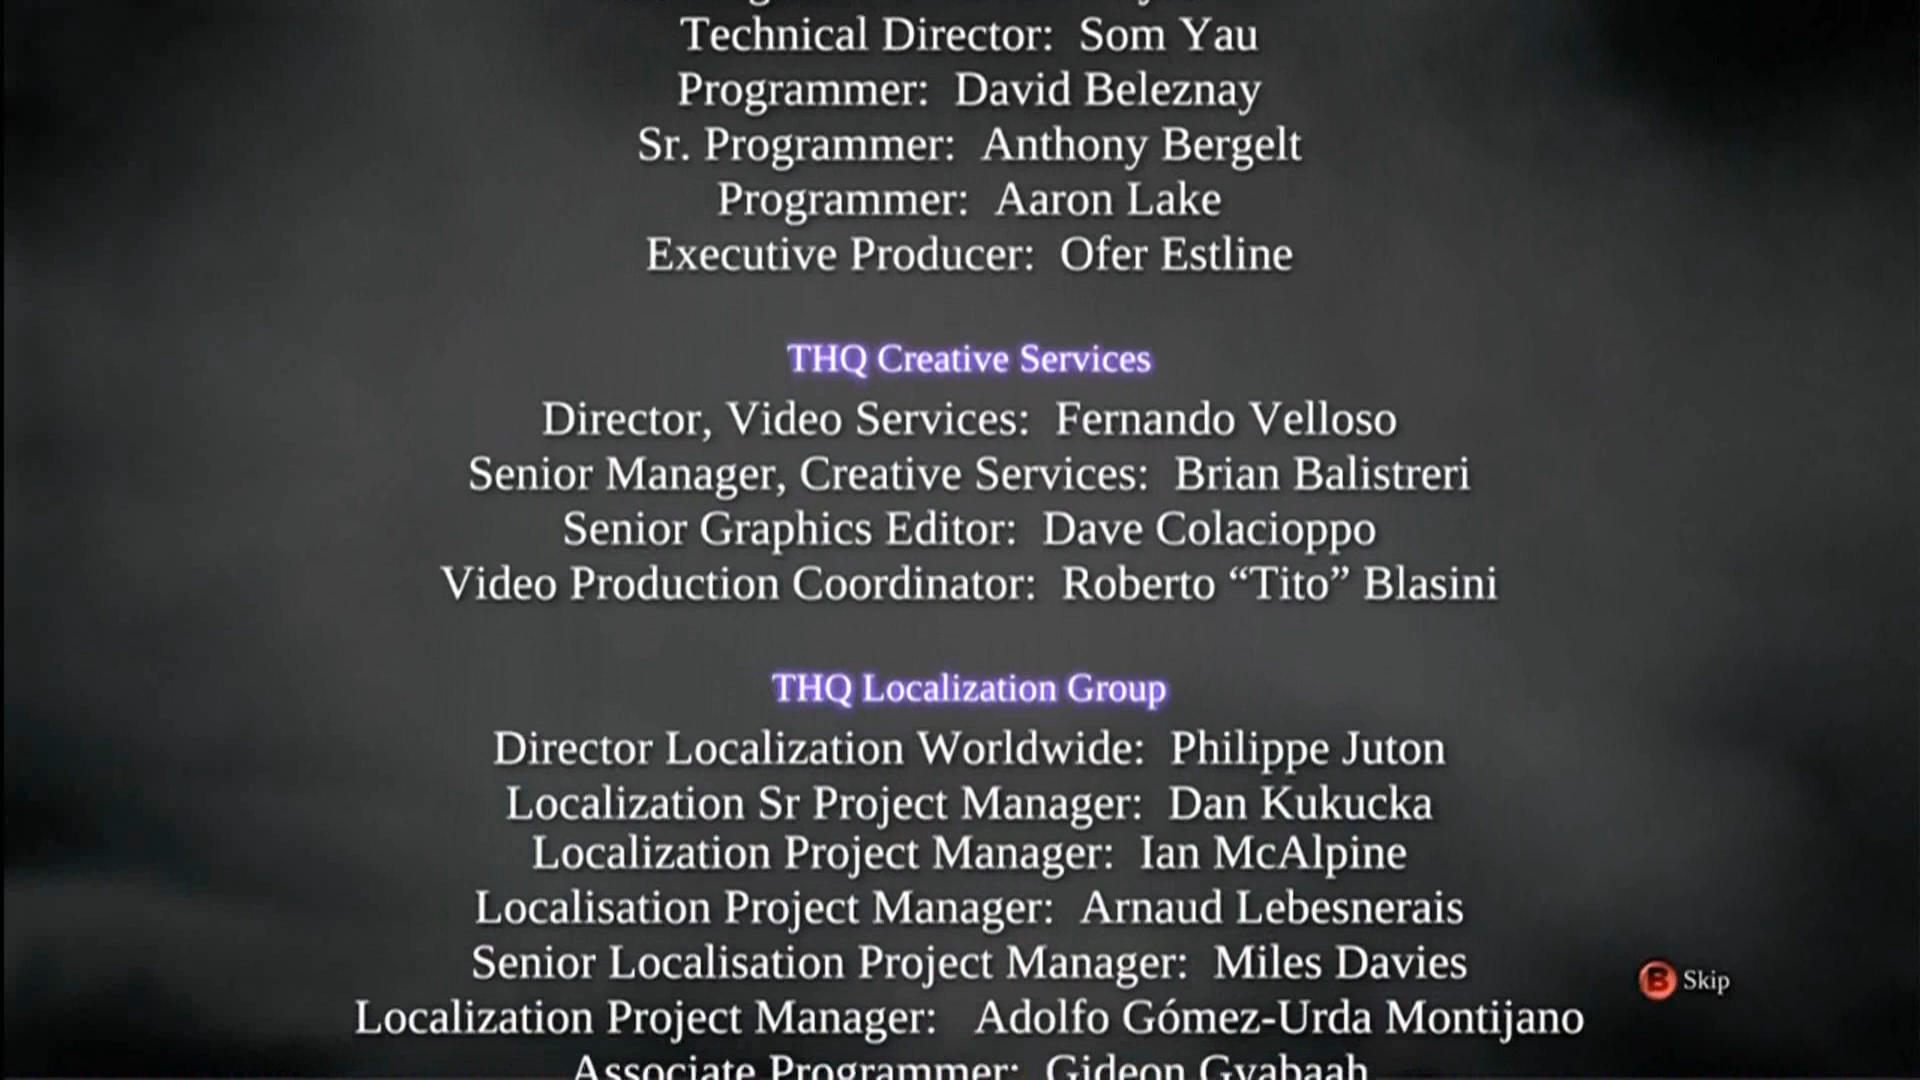 Technical Director: Som Yau
Programmer: David Beleznay
Sr. Programmer: Anthony Bergelt
Programmer: Aaron Lake
Executive Producer: Ofer Estline
THQ Creative Services
Director, Video Services: Fernando Velloso
Senior Manager, Creative Services: Brian Balistreri
Senior Graphics Editor: Dave Colacioppo
Video Production Coordinator: Roberto “Tito” Blasini
THQ Localization Group
Director Localization Worldwide: Philippe Juton
Localization Sr Project Manager: Dan Kukucka
Localization Project Manager: Ian McAlpine
Localisation Project Manager: Arnaud Lebesnerais
Senior Localisation Project Manager: Miles Davies
Localization Project Manager: Adolfo Gómez-Urda Montijano
Associate Programmer: Gideon Gyabaah
B Skip